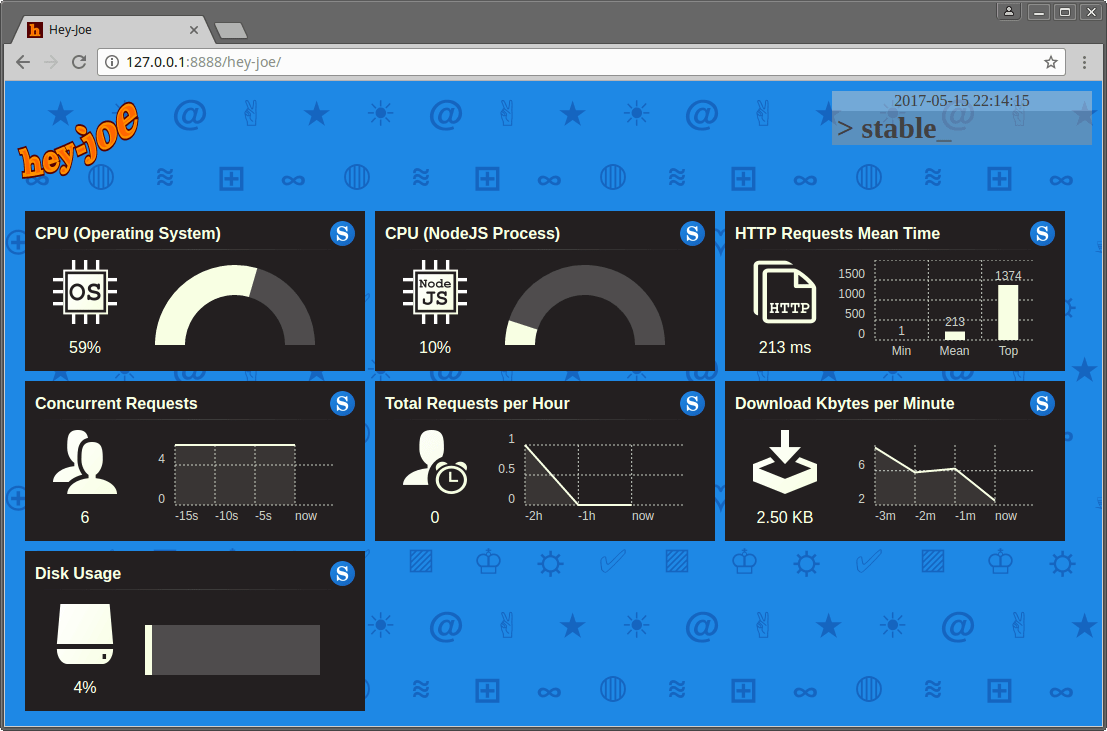 Hey-Joe
127.0.0.1:8888/hey-joe/
hey-joe
2017-05-15 22:14:15
> stable_
CPU (Operating System)
S
OS
59%
CPU (NodeJS Process)
S
Node
JS
10%
HTTP Requests Mean Time
S
HTTP
213 ms
1500
1000
500
0
1
213
1374
Min
Mean
Top
Concurrent Requests
S
6
4
0
-15s
-10s
-5s
now
Total Requests per Hour
S
0
1
0.5
0
-2h
-1h
now
Download Kbytes per Minute
S
2.50 KB
6
2
-3m
-2m
-1m
now
Disk Usage
S
4%